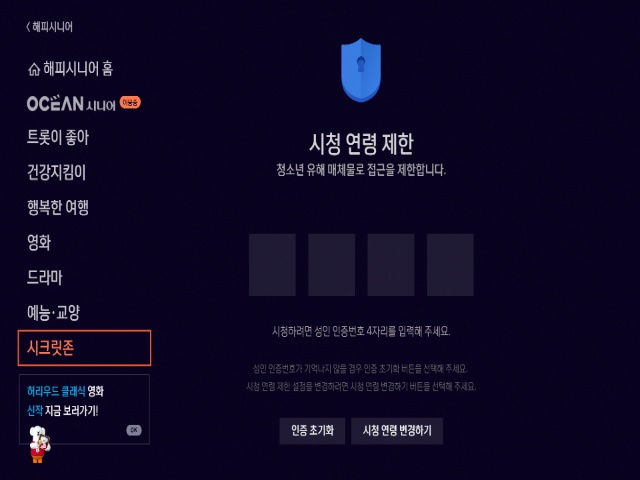 〈 해피시니어
해피시니어 홈
OCEAN 시니어 이용중
트롯이 좋아
건강지킴이
행복한 여행
영화
드라마
예능·교양
시크릿존
허리우드 클래식 영화
신작 지금 보러가기!
OK
시청 연령 제한
청소년 유해 매체물로 접근을 제한합니다.
시청하려면 성인 인증번호 4자리를 입력해 주세요.
성인 인증번호가 기억나지 않을 경우 인증 초기화 버튼을 선택해 주세요.
시청 연령 제한 설정을 변경하려면 시청 연령 변경하기 버튼을 선택해 주세요.
인증 초기화
시청 연령 변경하기